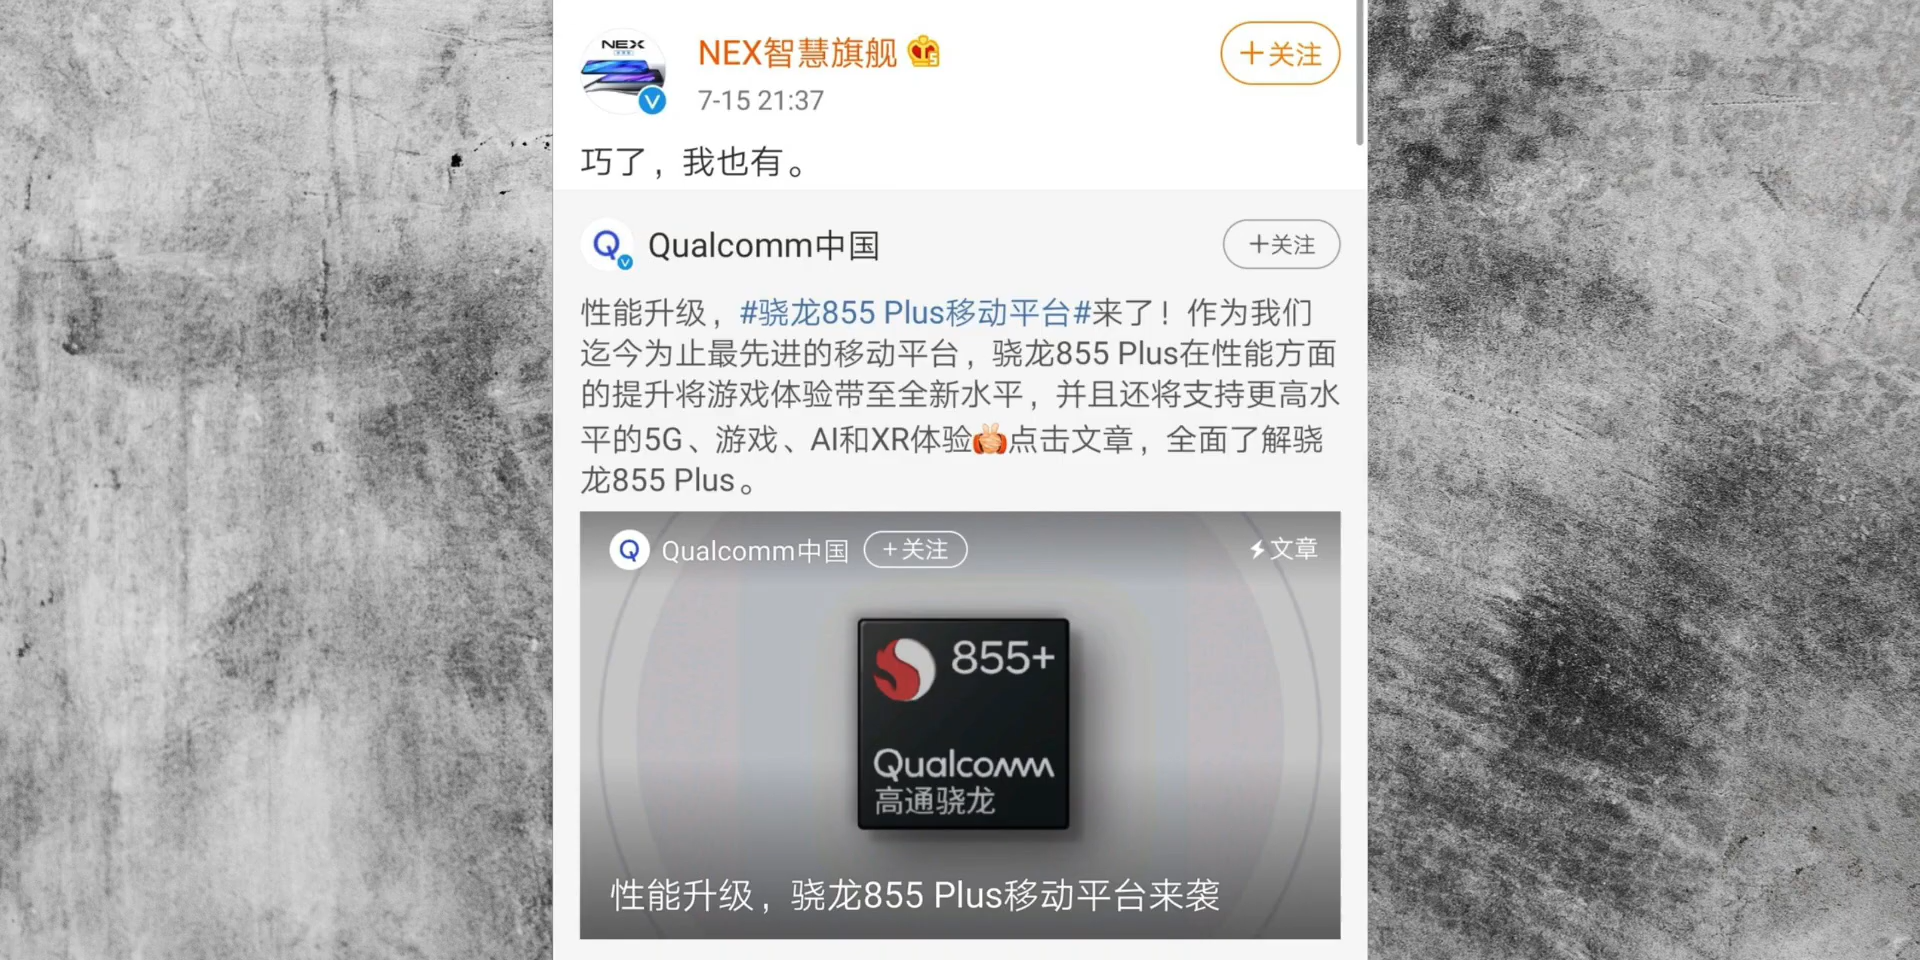 NEX
NEX智慧旗舰
+关注
7-15 21:37
巧了，我也有。
Qualcomm中国
+关注
性能升级，#骁龙855 Plus移动平台#来了！作为我们
迄今为止最先进的移动平台，骁龙855 Plus在性能方面
的提升将游戏体验带至全新水平，并且还将支持更高水
平的5G、游戏、AI和XR体验点击文章，全面了解骁
龙855 Plus。
Qualcomm中国 +关注
文章
855+
Qualcomm
高通骁龙
性能升级，骁龙855 Plus移动平台来袭